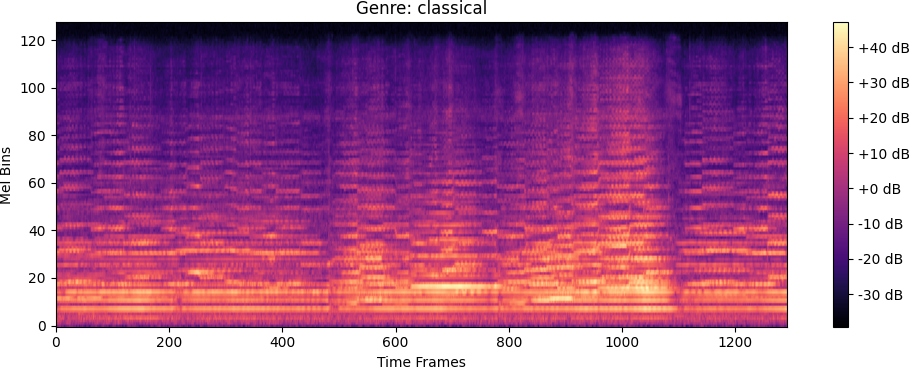 Genre: classical
120
100
80
60
40
20
0
Mel Bins
0 200 400 600 800 1000 1200
Time Frames
+40 dB
+30 dB
+20 dB
+10 dB
+0 dB
-10 dB
-20 dB
-30 dB